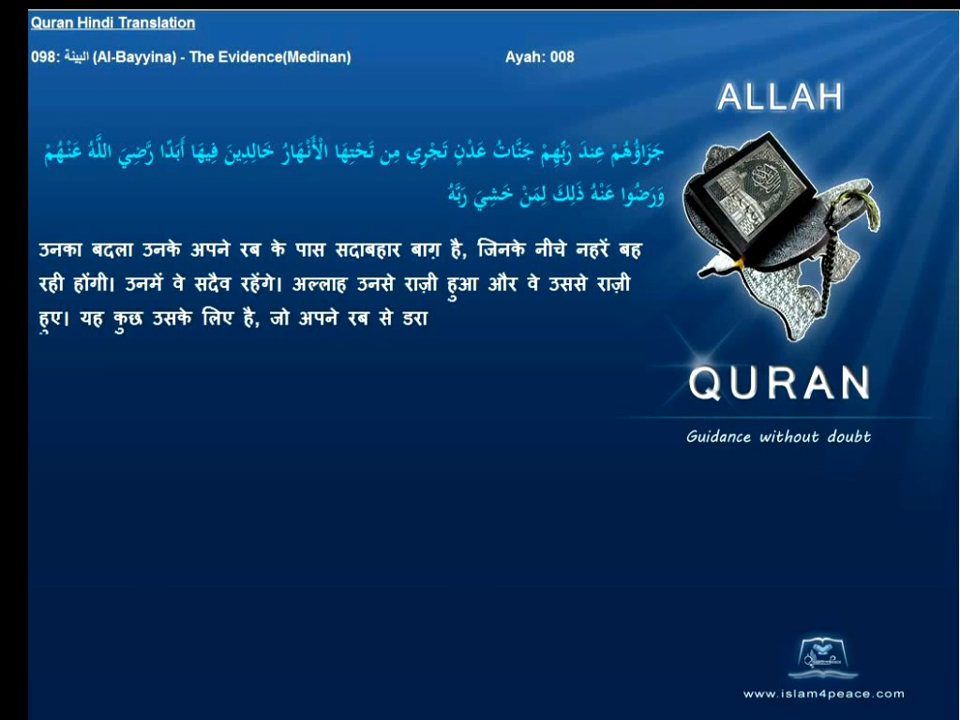 Quran Hindi Translation
098: البينة (Al-Bayyina) - The Evidence(Medinan)
Ayah: 008
ALLAH
جَزَاؤُهُمْ عِندَ رَبِّهِمْ جَنَّاتُ عَدْنٍ تَجْرِي مِن تَحْتِهَا الْأَنْهَارُ خَالِدِينَ فِيهَا أَبَدًا رَّضِيَ اللَّهُ عَنْهُمْ
وَرَضُوا عَنْهُ ذَلِكَ لِمَنْ خَشِيَ رَبَّهُ
उनका बदला उनके अपने रब के पास सदाबहार बाग़ है, जिनके नीचे नहरें बह
रही होंगी। उनमें वे सदैव रहेंगे। अल्लाह उनसे राज़ी हुआ और वे उससे राज़ी
हुए। यह कुछ उसके लिए है, जो अपने रब से डरा
QURAN
Guidance without doubt
www.islam4peace.com